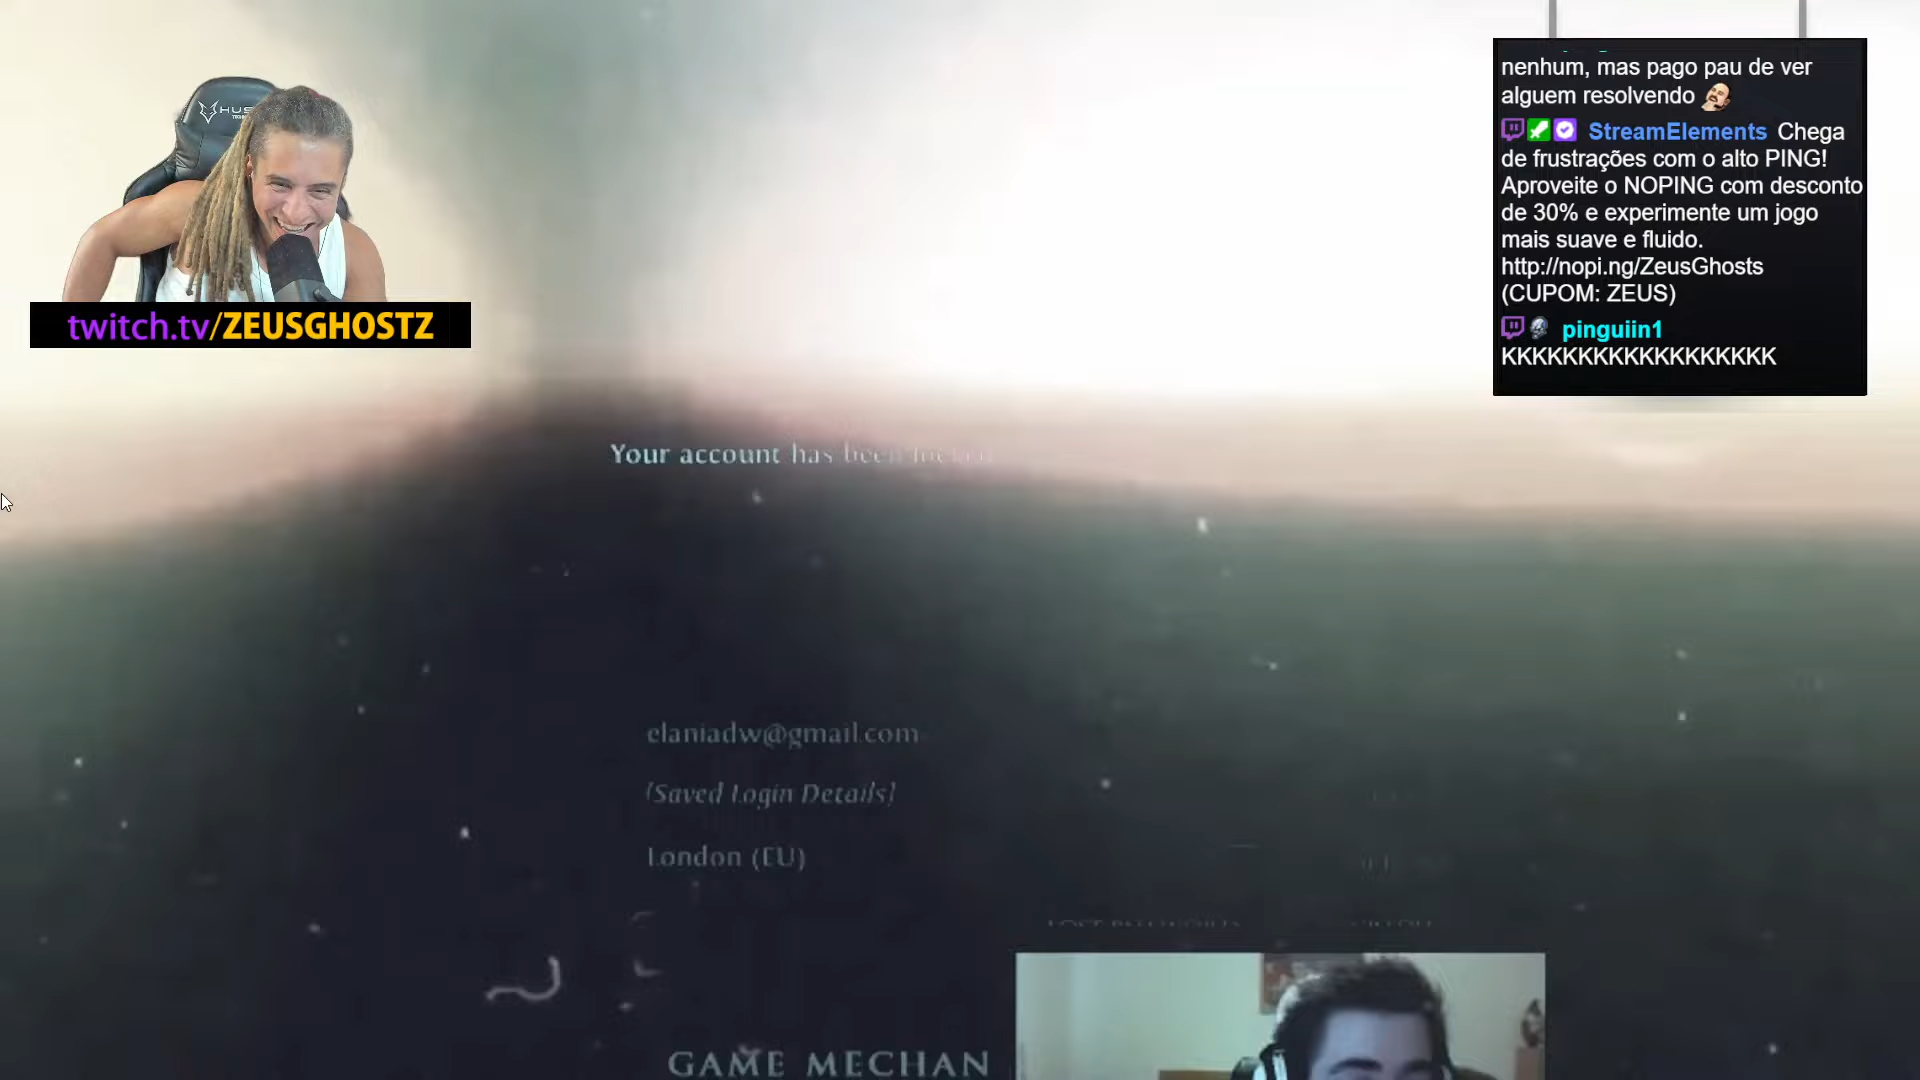 nenhum, mas pago pau de ver
alguem resolvendo
StreamElements Chega
de frustrações com o alto PING!
Aproveite o NOPING com desconto
de 30% e experimente um jogo
mais suave e fluido.
http://nopi.ng/ZeusGhosts
(CUPOM: ZEUS)
pinguiin1
KKKKKKKKKKKKKKKKKK
twitch.tv/ZEUSGHOSTZ
Your account has been
elaniadw@gmail.com
[Saved Login Details]
London (EU)
GAME MECHAN